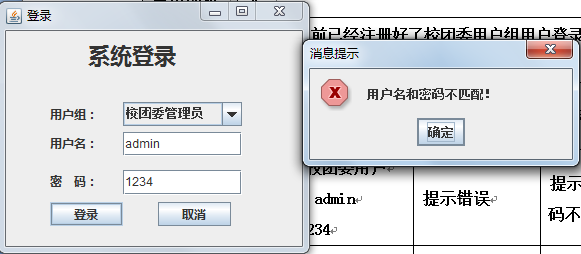 登录
系统登录
用户组：
校团委管理员
用户名：
admin
密 码：
1234
登录
取消
前已经注册好了校团委用户组用户登录
消息提示
用户名和密码不匹配！
确定
校团委用户
admin
234
提示错误
提示
码不